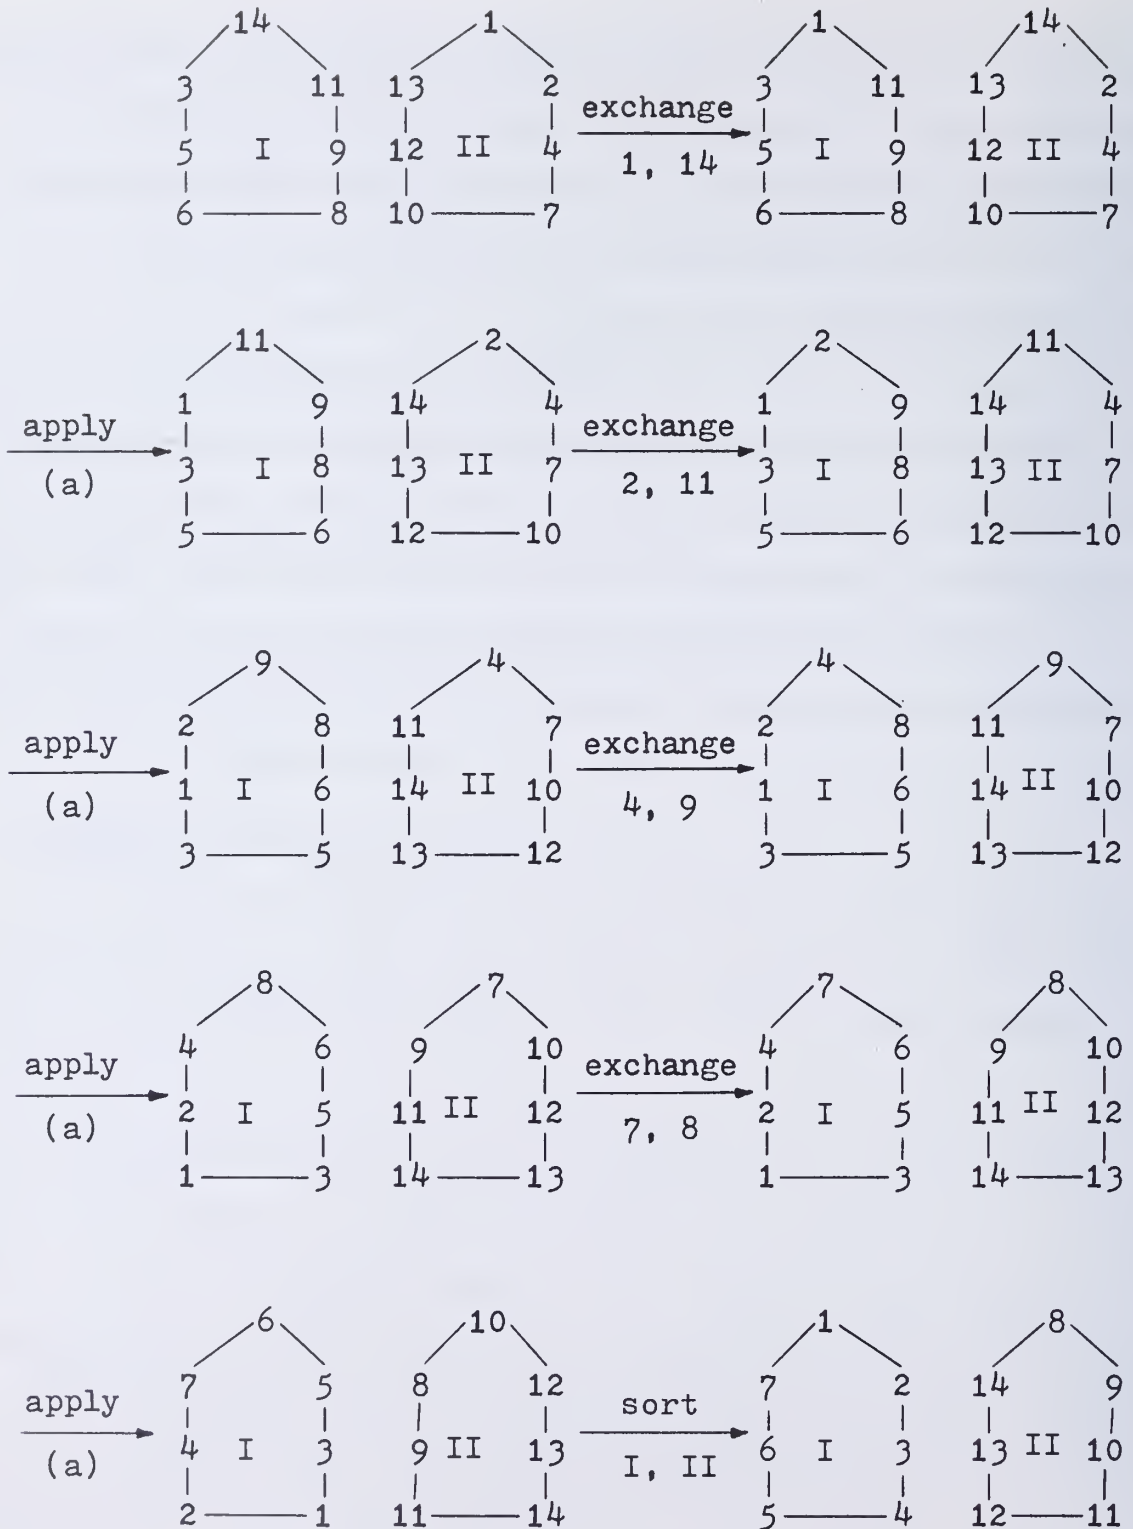 14 1 1 14
3 11 13 2 exchange 3 11 13 2
5 I 9 12 II 4 1, 14 5 I 9 12 II 4
6 8 10 7 6 8 10 7
11 2 2 11
apply 1 9 14 4 exchange 1 9 14 4
(a) 3 I 8 13 II 7 2, 11 3 I 8 13 II 7
5 6 12 10 5 6 12 10
9 4 4 9
apply 2 8 11 7 exchange 2 8 11 7
(a) 1 I 6 14 II 10 4, 9 1 I 6 14 II 10
3 5 13 12 3 5 13 12
8 7 7 8
apply 4 6 9 10 exchange 4 6 9 10
(a) 2 I 5 11 II 12 7, 8 2 I 5 11 II 12
1 3 14 13 1 3 14 13
6 10 1 8
apply 7 5 8 12 sort 7 2 14 9
(a) 4 I 3 9 II 13 I, II 6 I 3 13 II 10
2 1 11 14 5 4 12 11